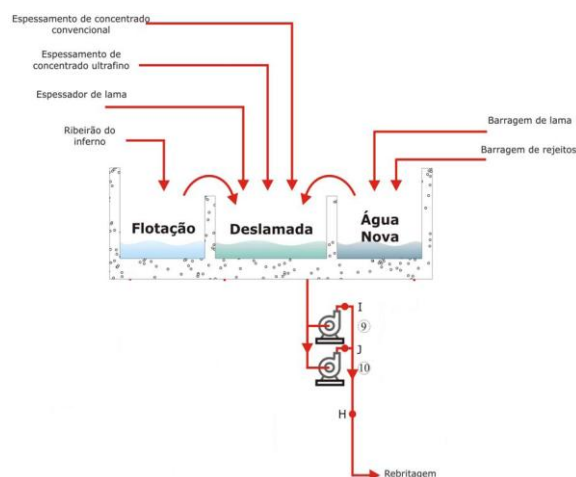 Espessamento de concentrado
convencional
Espessamento de
concentrado ultrafino
Espessador de lama
Ribeirão do
inferno
Barragem de lama
Barragem de rejeitos
Flotação
Deslamada
Água
Nova
I
9
J
10
H
Rebritagem